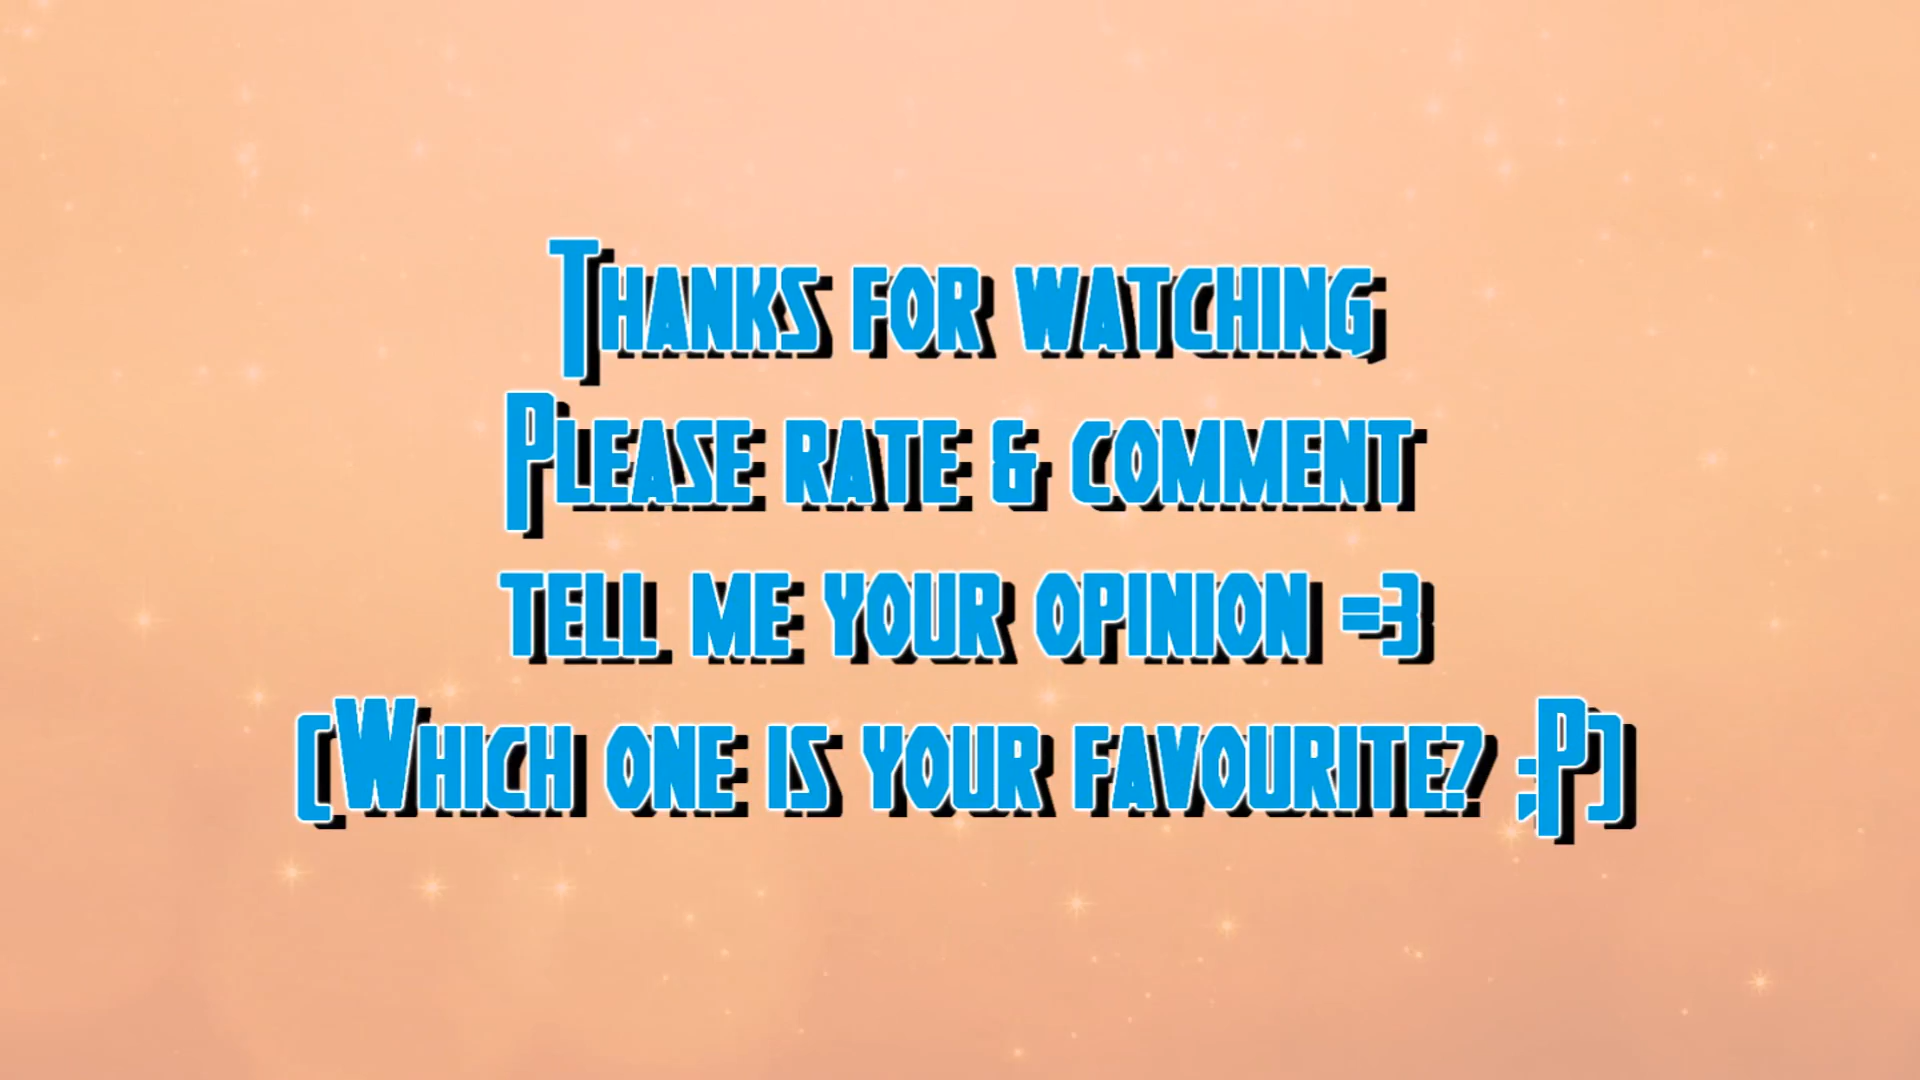 Thanks for watching
Please rate & comment
tell me your opinion =3
(Which one is your favourite? ;P)